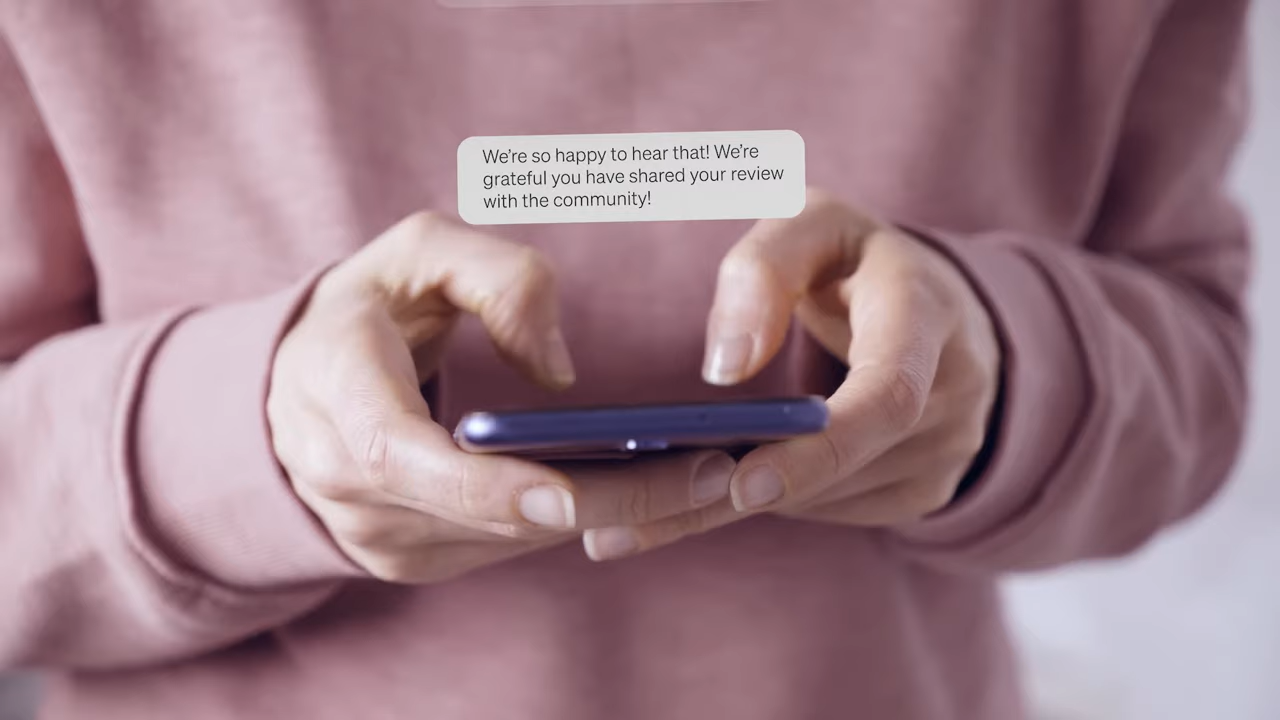 We're so happy to hear that! We're
grateful you have shared your review
with the community!